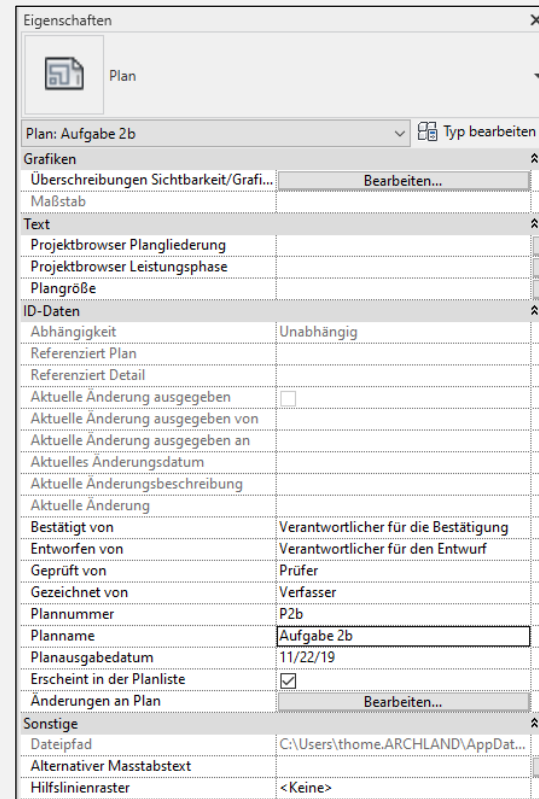 Eigenschaften
Plan
Plan: Aufgabe 2b Typ bearbeiten
Grafiken
Überschreibungen Sichtbarkeit/Grafi... Bearbeiten...
Maßstab
Text
Projektbrowser Plangliederung
Projektbrowser Leistungsphase
Plangröße
ID-Daten
Abhängigkeit Unabhängig
Referenziert Plan
Referenziert Detail
Aktuelle Änderung ausgegeben
Aktuelle Änderung ausgegeben von
Aktuelle Änderung ausgegeben an
Aktuelles Änderungsdatum
Aktuelle Änderungsbeschreibung
Aktuelle Änderung
Bestätigt von Verantwortlicher für die Bestätigung
Entworfen von Verantwortlicher für den Entwurf
Geprüft von Prüfer
Gezeichnet von Verfasser
Plannummer P2b
Planname Aufgabe 2b
Planausgabedatum 11/22/19
Erscheint in der Planliste
Änderungen an Plan Bearbeiten...
Sonstige
Dateipfad C:\Users\thome.ARCHLAND\AppDat...
Alternativer Masstabstext
Hilfslinienraster <Keine>